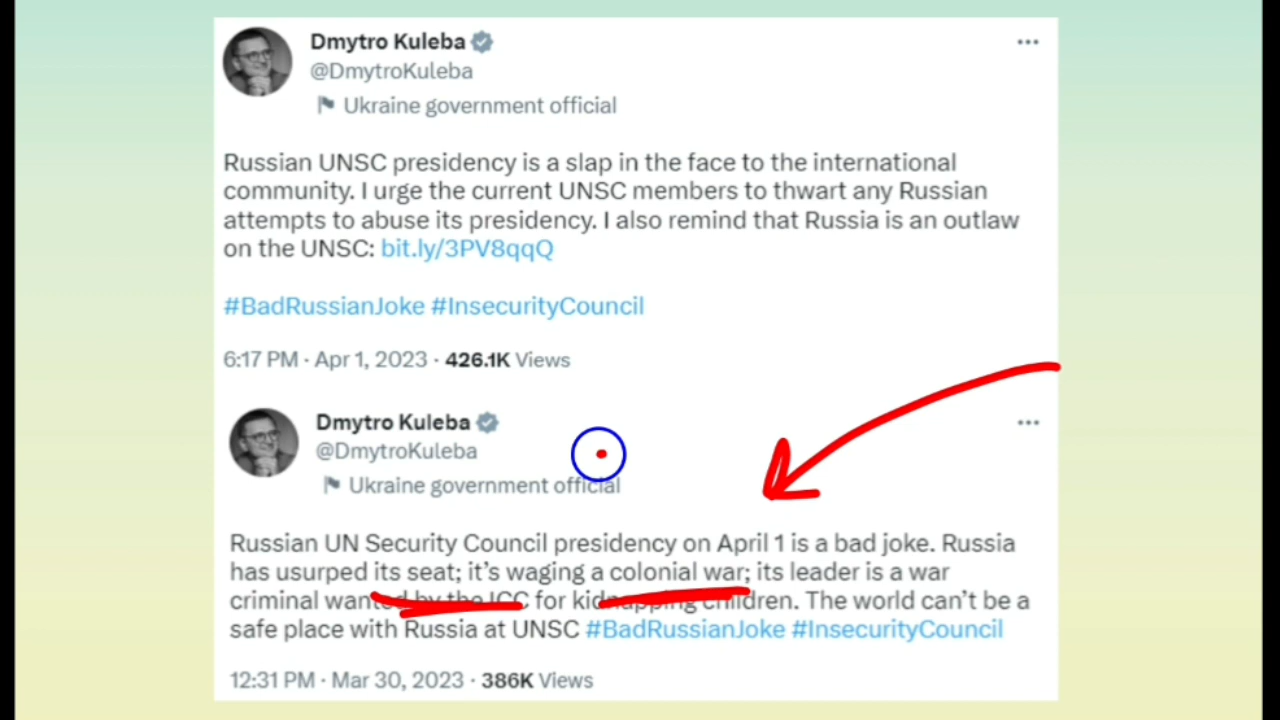 Dmytro Kuleba
@DmytroKuleba
Ukraine government official
Russian UNSC presidency is a slap in the face to the international
community. I urge the current UNSC members to thwart any Russian
attempts to abuse its presidency. I also remind that Russia is an outlaw
on the UNSC: bit.ly/3PV8qqQ
#BadRussianJoke #InsecurityCouncil
6:17 PM · Apr 1, 2023 · 426.1K Views
Dmytro Kuleba
@DmytroKuleba
Ukraine government official
Russian UN Security Council presidency on April 1 is a bad joke. Russia
has usurped its seat; it's waging a colonial war; its leader is a war
criminal wanted by the ICC for kidnapping children. The world can't be a
safe place with Russia at UNSC #BadRussianJoke #InsecurityCouncil
12:31 PM · Mar 30, 2023 · 386K Views